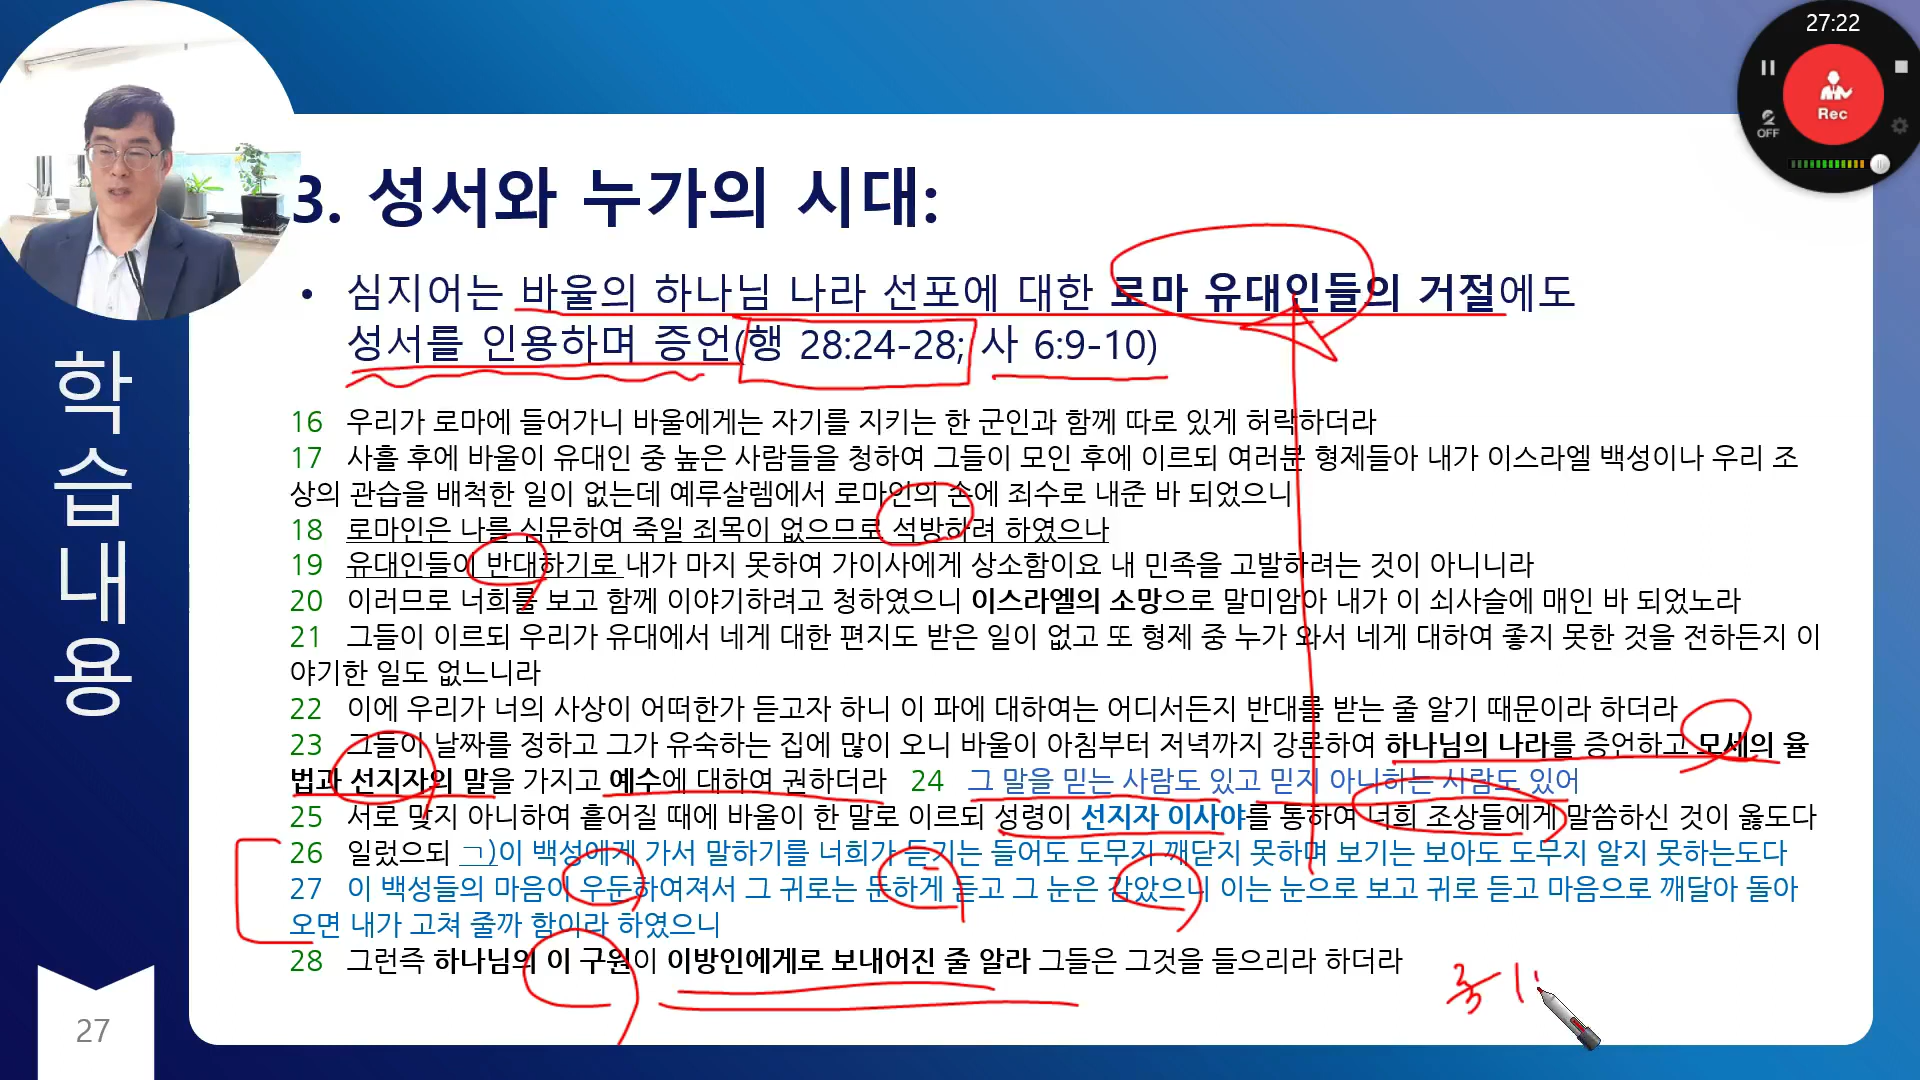 27:22
Rec
OFF
3. 성서와 누가의 시대:
• 심지어는 바울의 하나님 나라 선포에 대한 로마 유대인들의 거절에도
성서를 인용하며 증언(행 28:24-28; 사 6:9-10)
학습내용
16 우리가 로마에 들어가니 바울에게는 자기를 지키는 한 군인과 함께 따로 있게 허락하더라
17 사흘 후에 바울이 유대인 중 높은 사람들을 청하여 그들이 모인 후에 이르되 여러분 형제들아 내가 이스라엘 백성이나 우리 조
상의 관습을 배척한 일이 없는데 예루살렘에서 로마인의 손에 죄수로 내준 바 되었으니
18 로마인은 나를 심문하여 죽일 죄목이 없으므로 석방하려 하였으나
19 유대인들이 반대하기로 내가 마지 못하여 가이사에게 상소함이요 내 민족을 고발하려는 것이 아니니라
20 이러므로 너희를 보고 함께 이야기하려고 청하였으니 이스라엘의 소망으로 말미암아 내가 이 쇠사슬에 매인 바 되었노라
21 그들이 이르되 우리가 유대에서 네게 대한 편지도 받은 일이 없고 또 형제 중 누가 와서 네게 대하여 좋지 못한 것을 전하든지 이
야기한 일도 없느니라
22 이에 우리가 너의 사상이 어떠한가 듣고자 하니 이 파에 대하여는 어디서든지 반대를 받는 줄 알기 때문이라 하더라
23 그들이 날짜를 정하고 그가 유숙하는 집에 많이 오니 바울이 아침부터 저녁까지 강론하여 하나님의 나라를 증언하고 모세의 율
법과 선지자의 말을 가지고 예수에 대하여 권하더라 24 그 말을 믿는 사람도 있고 믿지 아니하는 사람도 있어
25 서로 맞지 아니하여 흩어질 때에 바울이 한 말로 이르되 성령이 선지자 이사야를 통하여 너희 조상들에게 말씀하신 것이 옳도다
26 일렀으되 ㄱ)이 백성에게 가서 말하기를 너희가 듣기는 들어도 도무지 깨닫지 못하며 보기는 보아도 도무지 알지 못하는도다
27 이 백성들의 마음이 우둔하여져서 그 귀로는 둔하게 듣고 그 눈은 감았으니 이는 눈으로 보고 귀로 듣고 마음으로 깨달아 돌아
오면 내가 고쳐 줄까 함이라 하였으니
28 그런즉 하나님의 이 구원이 이방인에게로 보내어진 줄 알라 그들은 그것을 들으리라 하더라
27